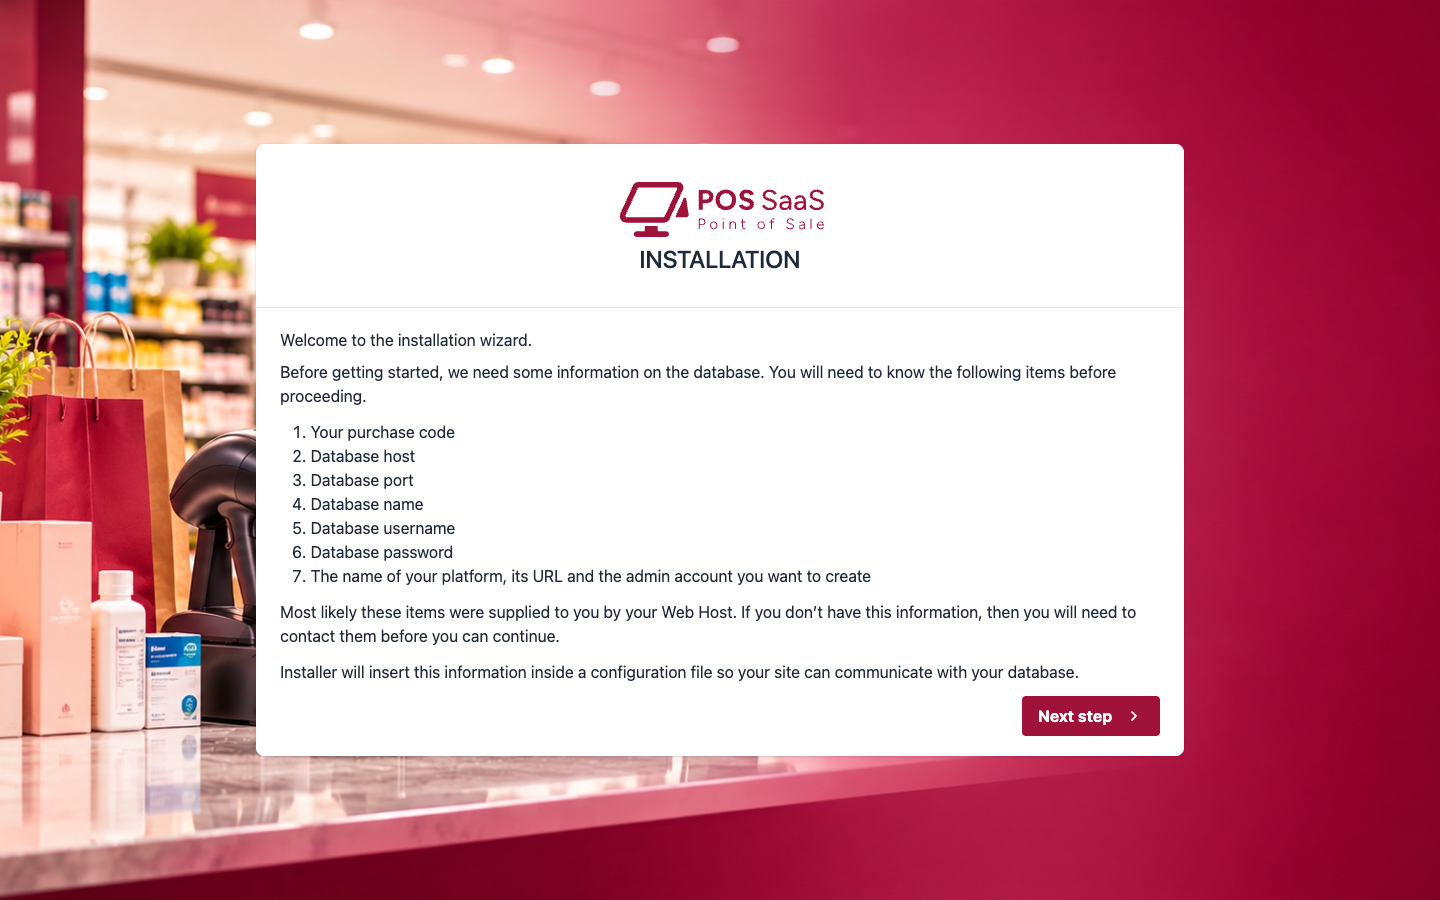 POS SaaS
Point of Sale
INSTALLATION
Welcome to the installation wizard.
Before getting started, we need some information on the database. You will need to know the following items before
proceeding.
1. Your purchase code
2. Database host
3. Database port
4. Database name
5. Database username
6. Database password
7. The name of your platform, its URL and the admin account you want to create
Most likely these items were supplied to you by your Web Host. If you don’t have this information, then you will need to
contact them before you can continue.
Installer will insert this information inside a configuration file so your site can communicate with your database.
Next step